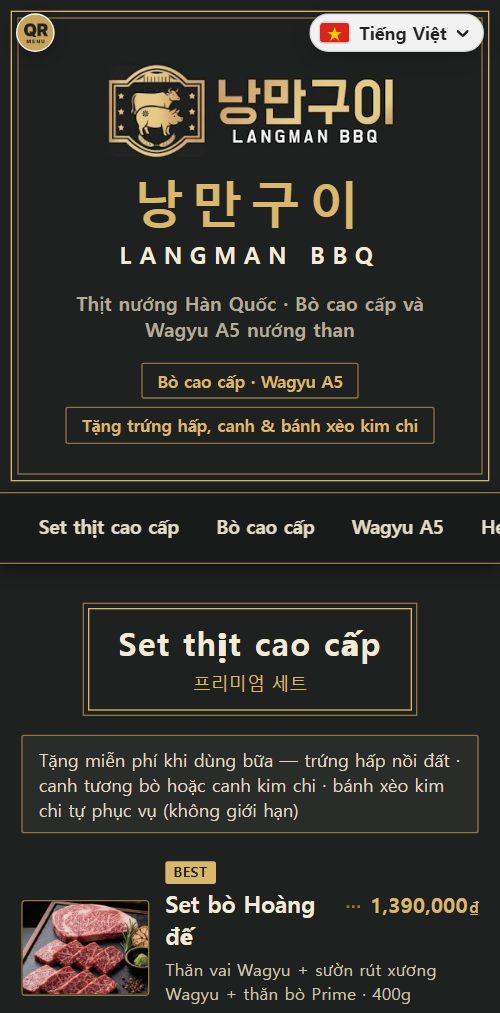 QR
MENU
Tiếng Việt
낭만구이
LANGMAN BBQ
낭만구이
LANGMAN BBQ
Thịt nướng Hàn Quốc · Bò cao cấp và
Wagyu A5 nướng than
Bò cao cấp · Wagyu A5
Tặng trứng hấp, canh & bánh xèo kim chi
Set thịt cao cấp Bò cao cấp Wagyu A5 He
Set thịt cao cấp
프리미엄 세트
Tặng miễn phí khi dùng bữa — trứng hấp nồi đất ·
canh tương bò hoặc canh kim chi · bánh xèo kim
chi tự phục vụ (không giới hạn)
BEST
Set bò Hoàng ··· 1,390,000₫
đế
Thăn vai Wagyu + sườn rút xương
Wagyu + thăn bò Prime · 400g